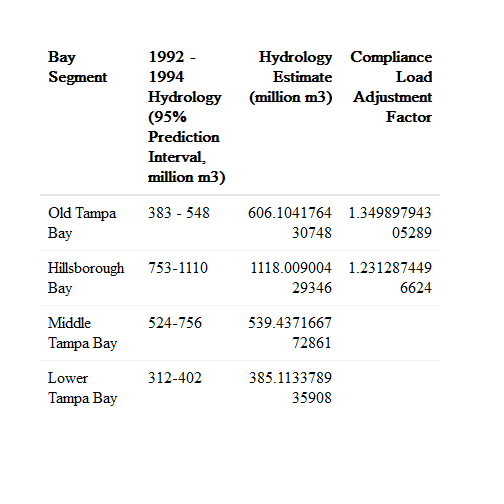 Bay Segment | 1992 - 1994 Hydrology (95% Prediction Interval, million m3) | Hydrology Estimate (million m3) | Compliance Load Adjustment Factor
Old Tampa Bay | 383 - 548 | 606.104176430748 | 1.34989794305289
Hillsborough Bay | 753-1110 | 1118.00900429346 | 1.2312874496624
Middle Tampa Bay | 524-756 | 539.437166772861
Lower Tampa Bay | 312-402 | 385.113378935908